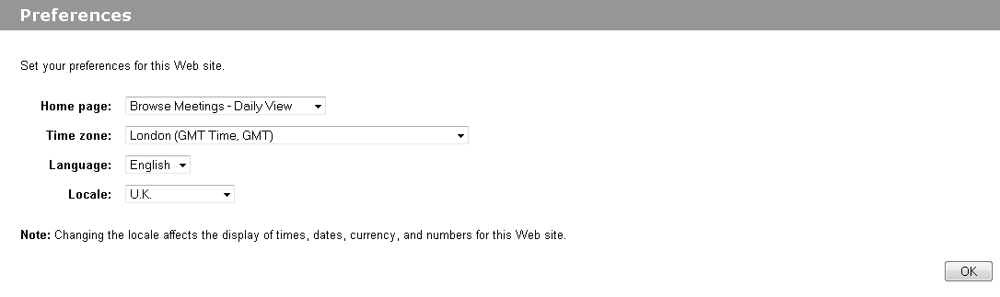 Preferences
Set your preferences for this Web site.
Home page: Browse Meetings - Daily View
Time zone: London (GMT Time, GMT)
Language: English
Locale: U.K.
Note: Changing the locale affects the display of times, dates, currency, and numbers for this Web site.
OK